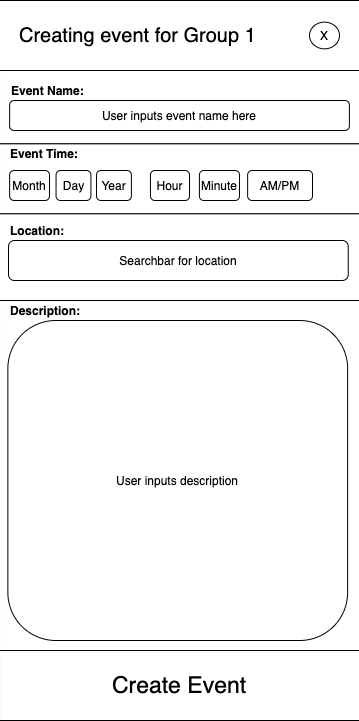 Creating event for Group 1
X
Event Name:
User inputs event name here
Event Time:
Month Day Year Hour Minute AM/PM
Location:
Searchbar for location
Description:
User inputs description
Create Event